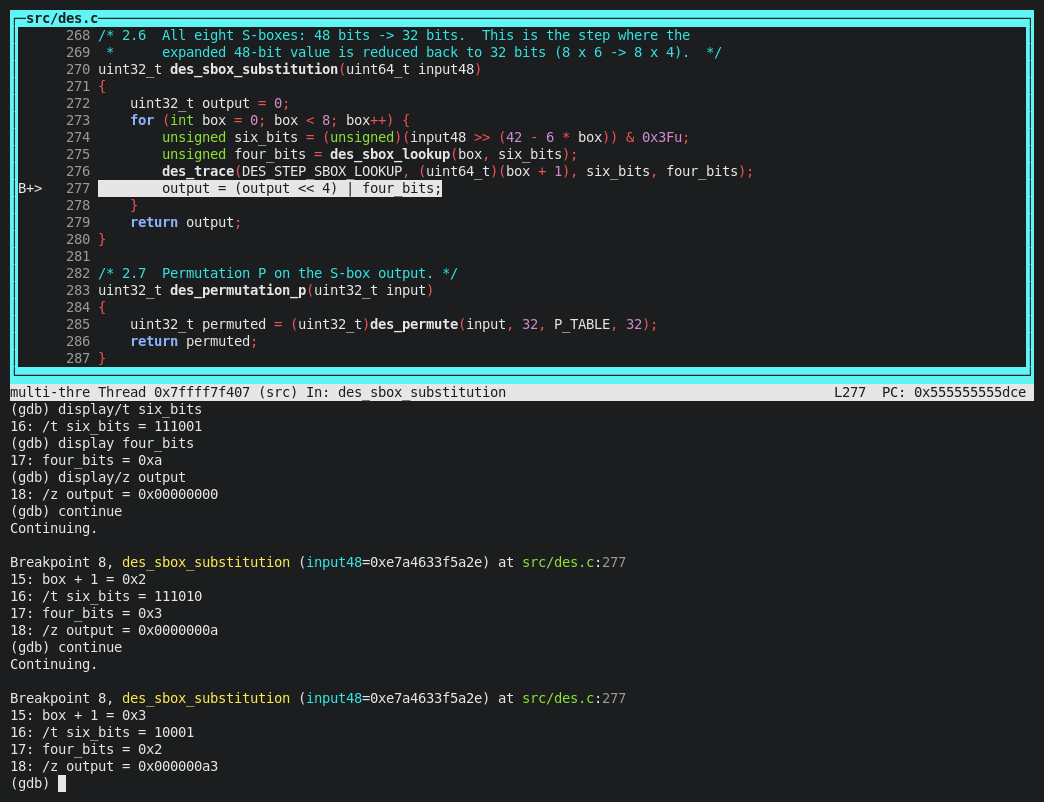 src/des.c
268 /* 2.6  All eight S-boxes: 48 bits -> 32 bits.  This is the step where the
269  *      expanded 48-bit value is reduced back to 32 bits (8 x 6 -> 8 x 4).  */
270 uint32_t des_sbox_substitution(uint64_t input48)
271 {
272     uint32_t output = 0;
273     for (int box = 0; box < 8; box++) {
274         unsigned six_bits = (unsigned)(input48 >> (42 - 6 * box)) & 0x3Fu;
275         unsigned four_bits = des_sbox_lookup(box, six_bits);
276         des_trace(DES_STEP_SBOX_LOOKUP, (uint64_t)(box + 1), six_bits, four_bits);
B+> 277         output = (output << 4) | four_bits;
278     }
279     return output;
280 }
281
282 /* 2.7  Permutation P on the S-box output. */
283 uint32_t des_permutation_p(uint32_t input)
284 {
285     uint32_t permuted = (uint32_t)des_permute(input, 32, P_TABLE, 32);
286     return permuted;
287 }
multi-thre Thread 0x7ffff7f407 (src) In: des_sbox_substitution L277 PC: 0x555555555dce
(gdb) display/t six_bits
16: /t six_bits = 111001
(gdb) display four_bits
17: four_bits = 0xa
(gdb) display/z output
18: /z output = 0x00000000
(gdb) continue
Continuing.

Breakpoint 8, des_sbox_substitution (input48=0xe7a4633f5a2e) at src/des.c:277
15: box + 1 = 0x2
16: /t six_bits = 111010
17: four_bits = 0x3
18: /z output = 0x0000000a
(gdb) continue
Continuing.

Breakpoint 8, des_sbox_substitution (input48=0xe7a4633f5a2e) at src/des.c:277
15: box + 1 = 0x3
16: /t six_bits = 10001
17: four_bits = 0x2
18: /z output = 0x000000a3
(gdb)